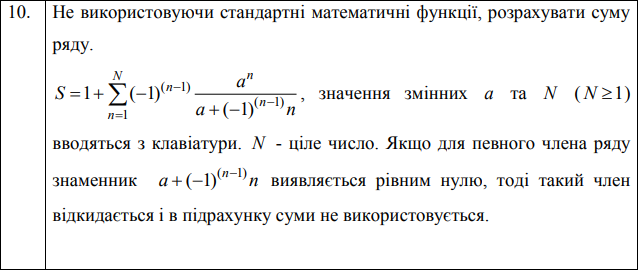 10. Не використовуючи стандартні математичні функції, розрахувати суму
ряду.
S = 1 + \sum_{n=1}^{N} (−1)^{(n−1)} \frac{a^n}{a + (−1)^{(n−1)} n}, значення змінних a та N (N ≥ 1)
вводяться з клавіатури. N - ціле число. Якщо для певного члена ряду
знаменник a + (−1)^{(n−1)} n виявляється рівним нулю, тоді такий член
відкидається і в підрахунку суми не використовується.